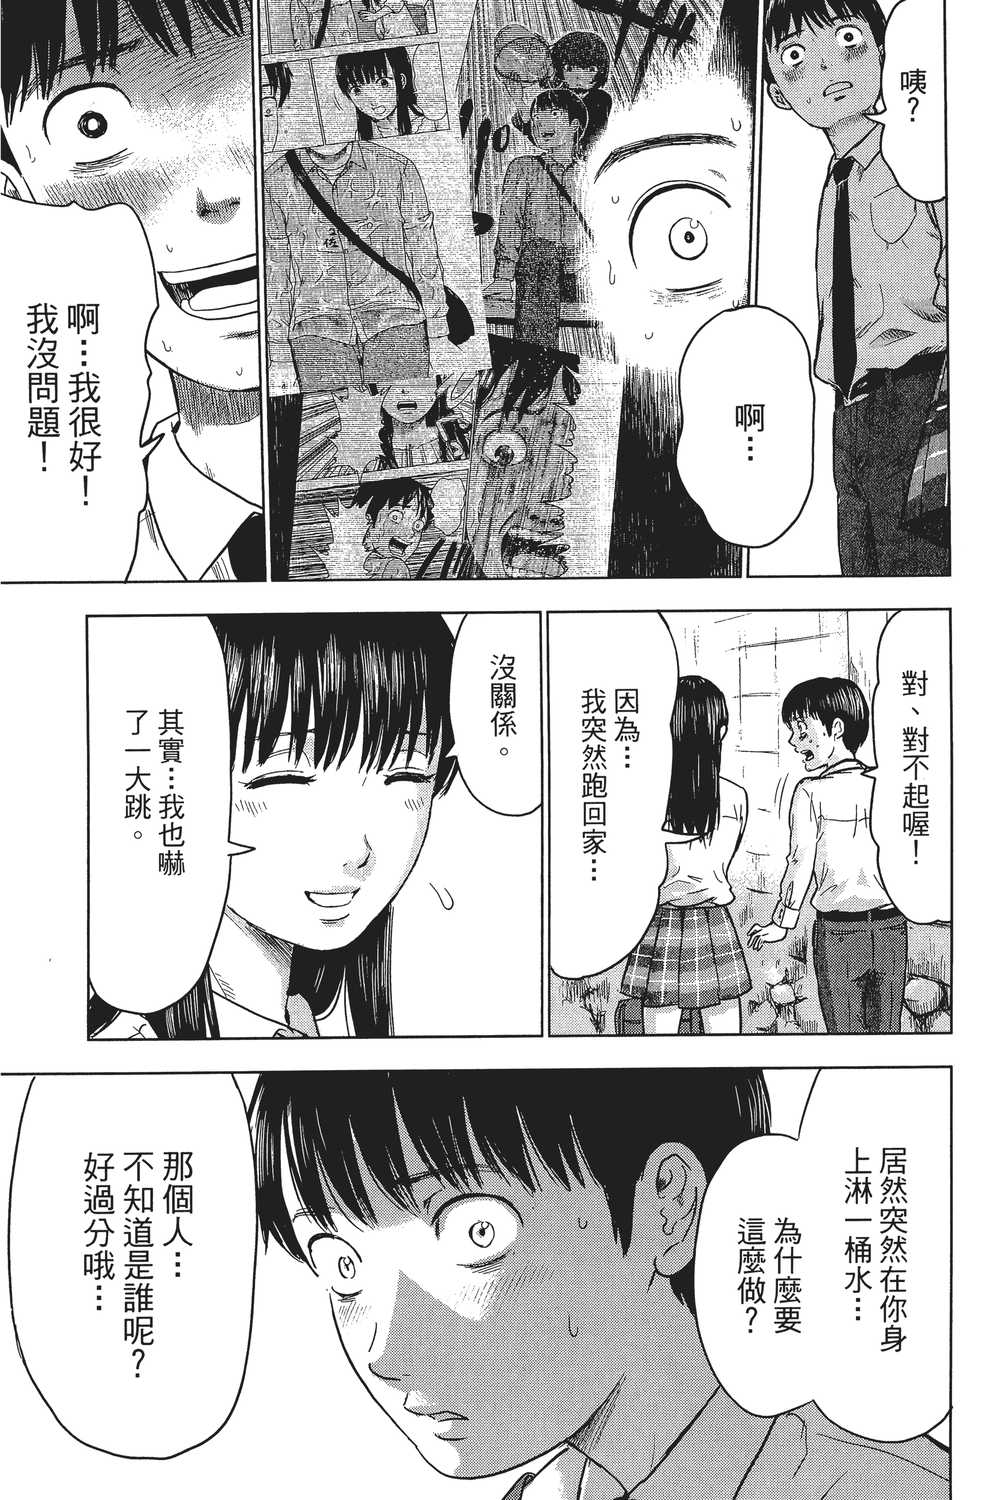 咦？
啊…
啊…我很好！
我沒問題！
對、對不起喔！
因為…
我突然跑回家…
沒關係。
其實…我也嚇
了一大跳。
居然突然在你身
上淋一桶水…
為什麼要
這麼做？
那個人…
不知道是誰呢？
好過分哦…